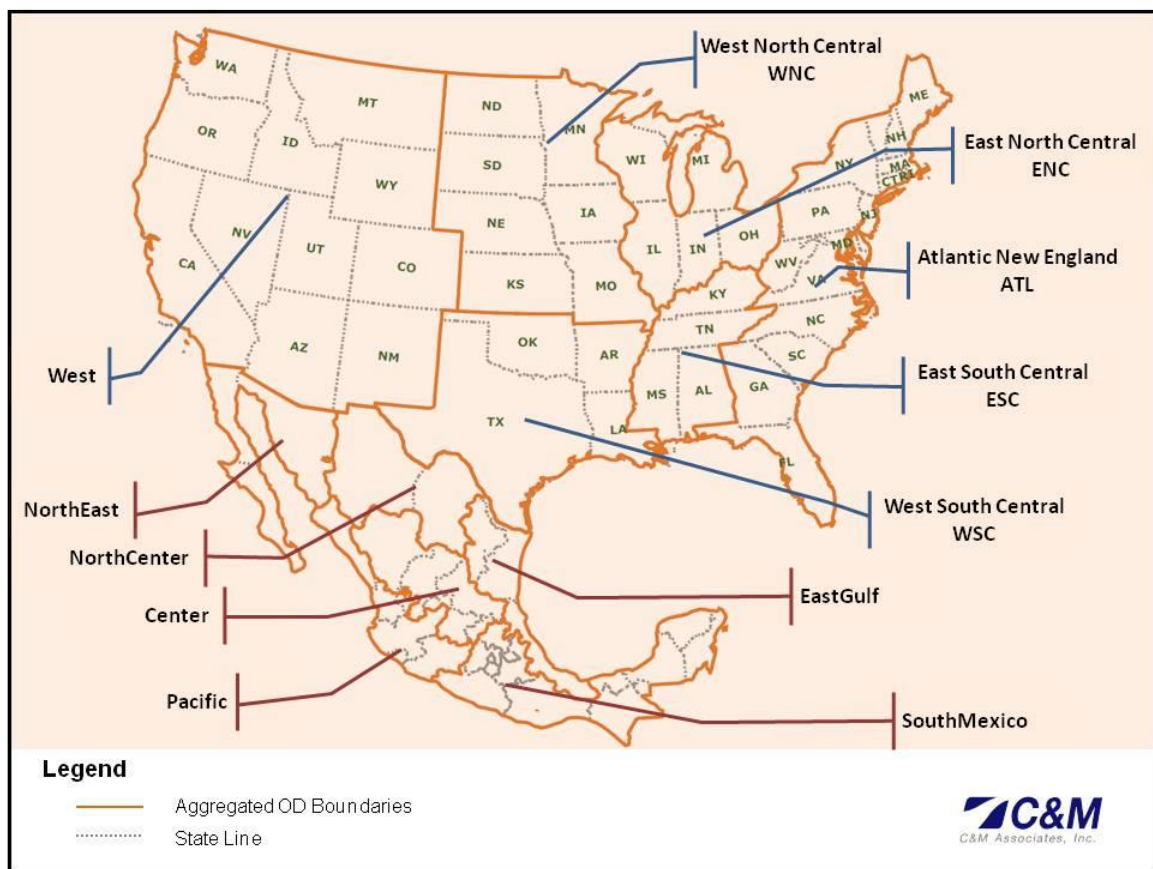 West North Central
WNC
WA
MT
ND
MN
ME
OR
ID
SD
WI
MI
NY
NH
East North Central
ENC
WY
MA
CT RI
NE
IA
PA
NJ
NV
IL
IN
OH
MD
UT
CO
WV
VA
Atlantic New England
ATL
CA
KS
MO
KY
NC
TN
AZ
NM
OK
AR
SC
West
MS
AL
GA
East South Central
ESC
TX
LA
FL
NorthEast
West South Central
WSC
NorthCenter
Center
EastGulf
Pacific
SouthMexico
Legend
Aggregated OD Boundaries
State Line
C&M
C&M Associates, Inc.